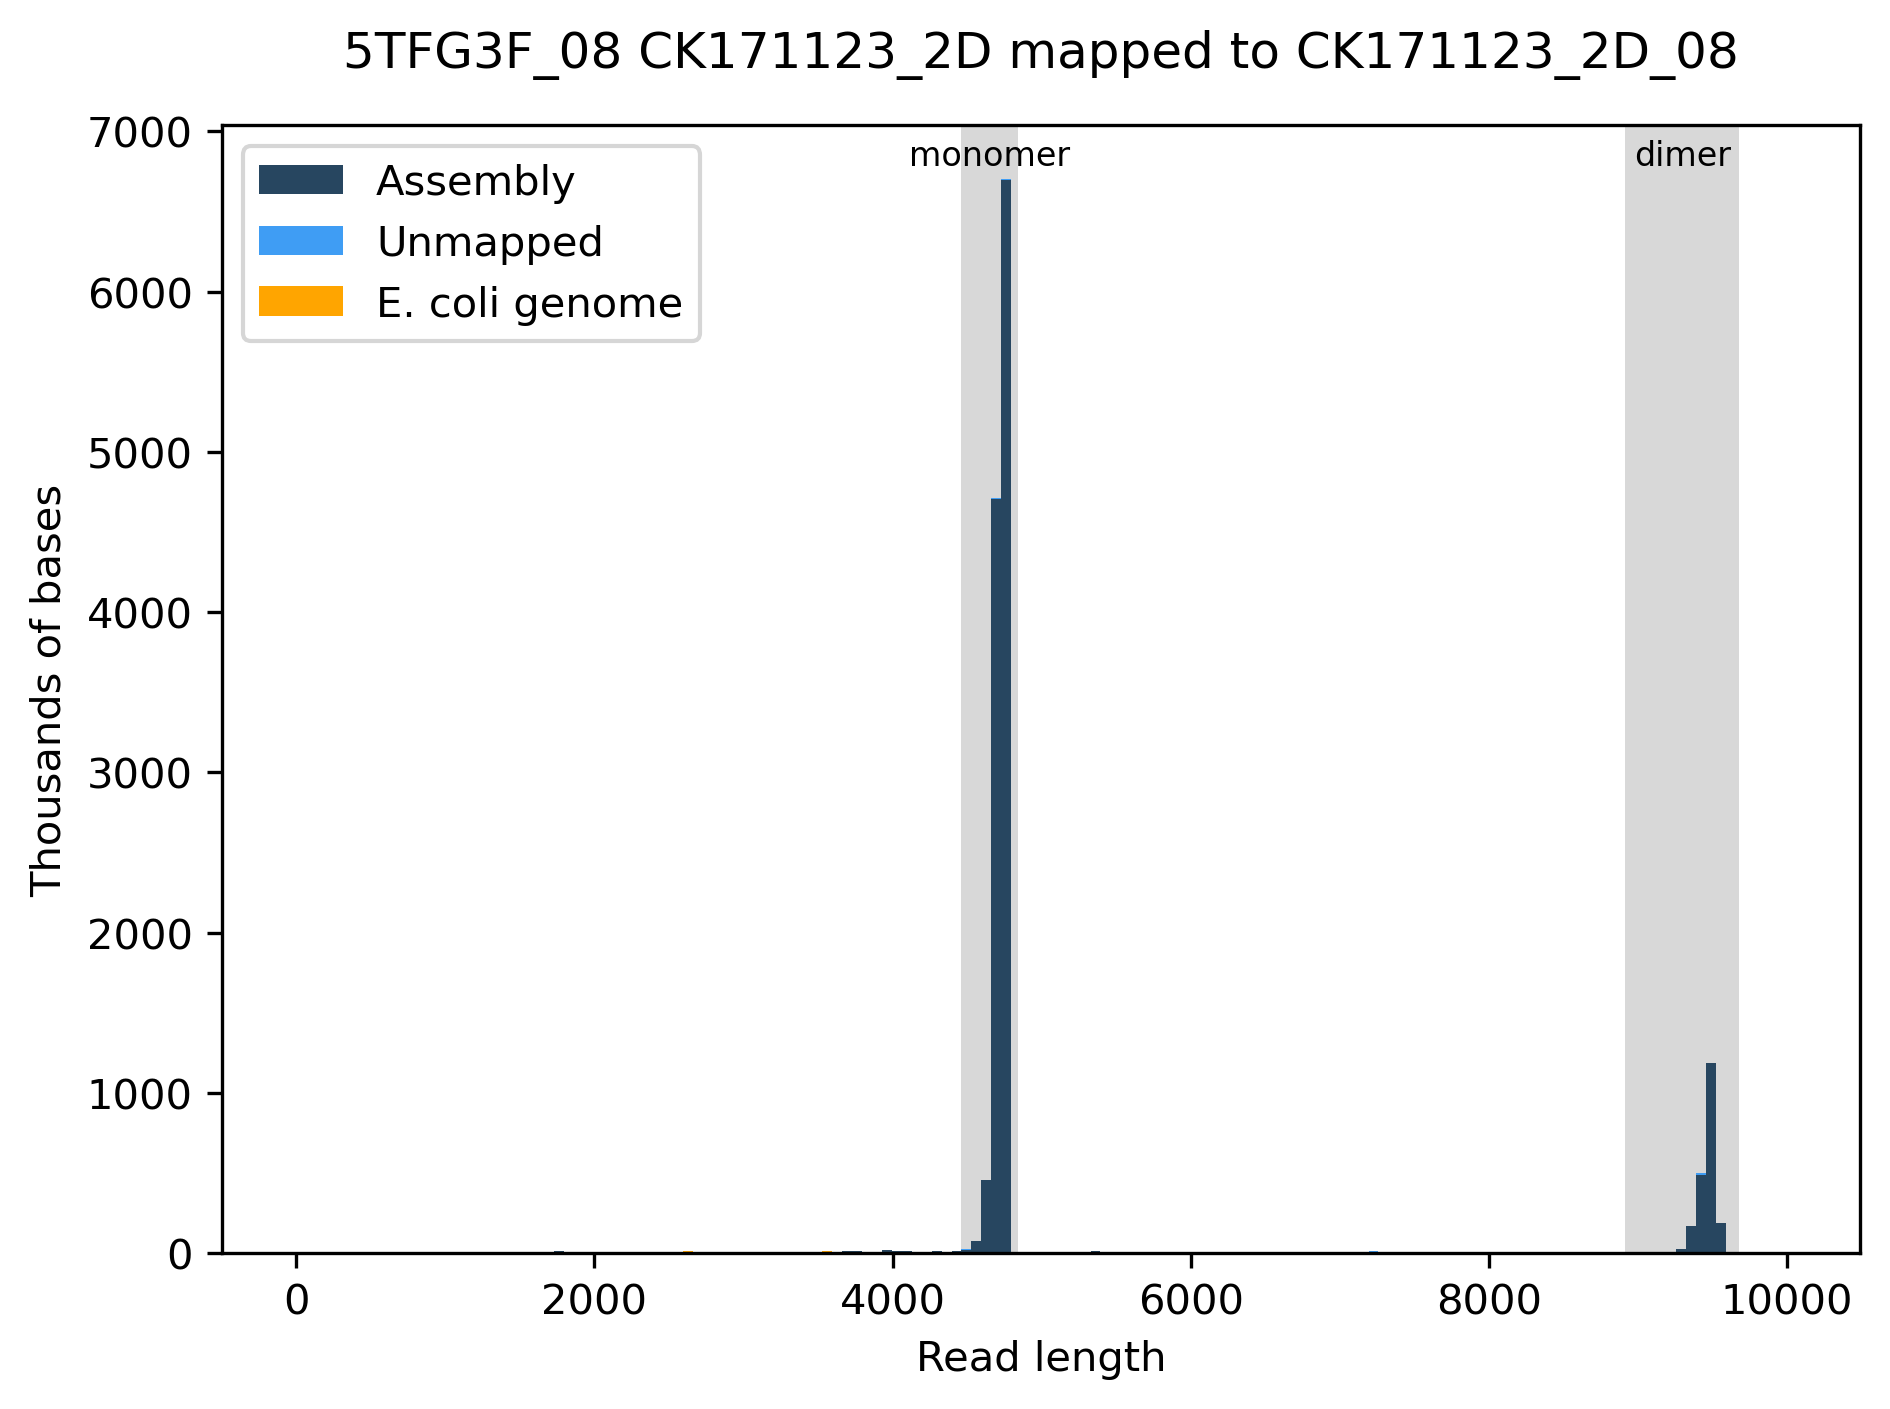 5TFG3F_08 CK171123_2D mapped to CK171123_2D_08
7000
6000
5000
4000
3000
2000
1000
0
Thousands of bases
Assembly
Unmapped
E. coli genome
monomer
dimer
0
2000
4000
6000
8000
10000
Read length